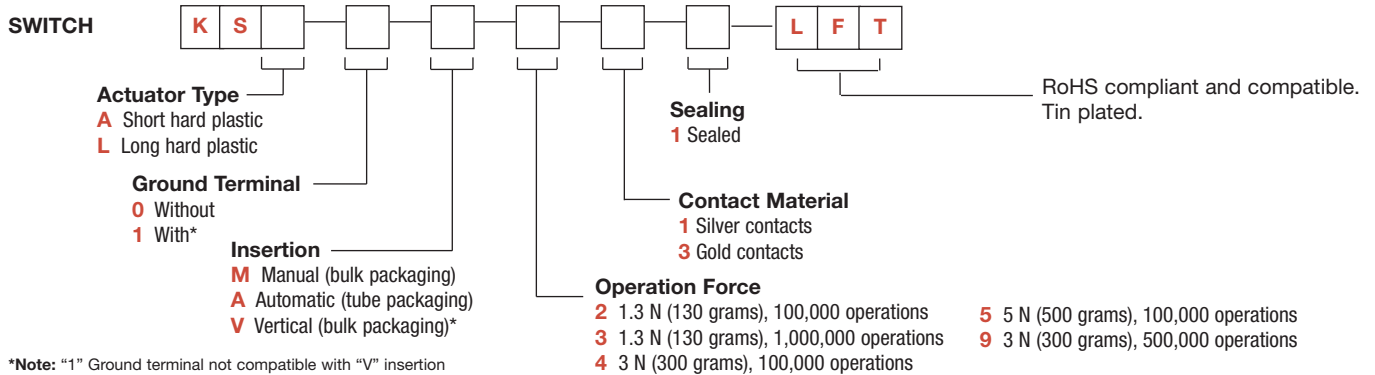 SWITCH
K S
L F T
RoHS compliant and compatible.
Tin plated.
Actuator Type
A Short hard plastic
L Long hard plastic
Sealing
1 Sealed
Ground Terminal
0 Without
1 With*
Contact Material
1 Silver contacts
3 Gold contacts
Insertion
M Manual (bulk packaging)
A Automatic (tube packaging)
V Vertical (bulk packaging)*
Operation Force
2 1.3 N (130 grams), 100,000 operations
3 1.3 N (130 grams), 1,000,000 operations
4 3 N (300 grams), 100,000 operations
5 5 N (500 grams), 100,000 operations
9 3 N (300 grams), 500,000 operations
*Note: “1” Ground terminal not compatible with “V” insertion